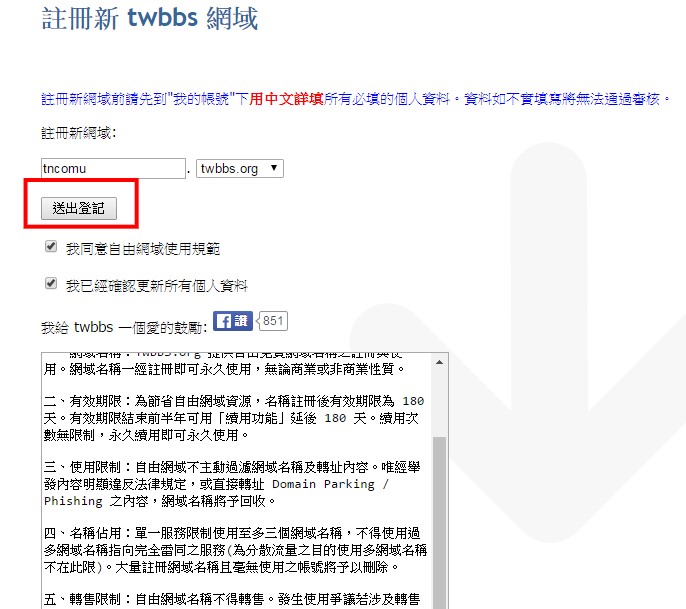 註冊新 twbbs 網域
註冊新網域前請先到"我的帳號"下用中文詳填所有必填的個人資料。資料如不實填寫將無法通過審核。
註冊新網域:
tncomu . twbbs.org
送出登記
我同意自由網域使用規範
我已經確認更新所有個人資料
我給 twbbs 一個愛的鼓勵: 讚 851
用。網域名稱一經註冊即可永久使用，無論商業或非商業性質。
二、有效期限：為節省自由網域資源，名稱註冊後有效期限為 180
天。有效期限結束前半年可用「續用功能」延後 180 天。續用次
數無限制，永久續用即可永久使用。
三、使用限制：自由網域不主動過濾網域名稱及轉址內容。唯經舉
發內容明顯違反法律規定，或直接轉址 Domain Parking /
Phishing 之內容，網域名稱將予回收。
四、名稱佔用：單一服務限制使用至多三個網域名稱，不得使用過
多網域名稱指向完全雷同之服務(為分散流量之目的使用多網域名稱
不在此限)。大量註冊網域名稱且毫無使用之帳號將予以刪除。
五、轉售限制：自由網域名稱不得轉售。發生使用爭議若涉及轉售